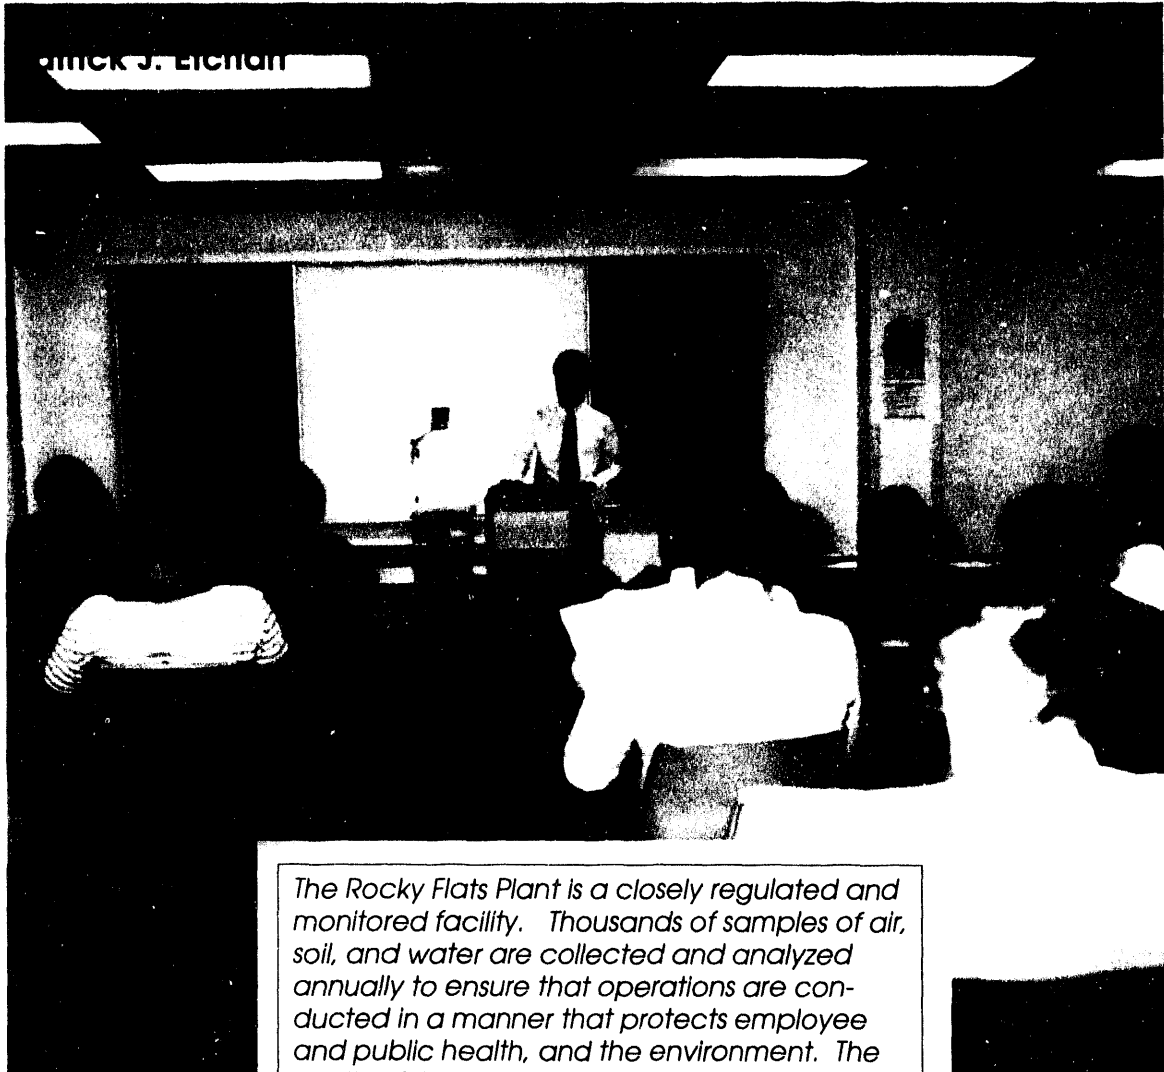 J.
The Rocky Flats Plant is a closely regulated and
monitored facility. Thousands of samples of air,
soil, and water are collected and analyzed
annually to ensure that operations are con-
ducted in a manner that protects employee
and public health, and the environment. The